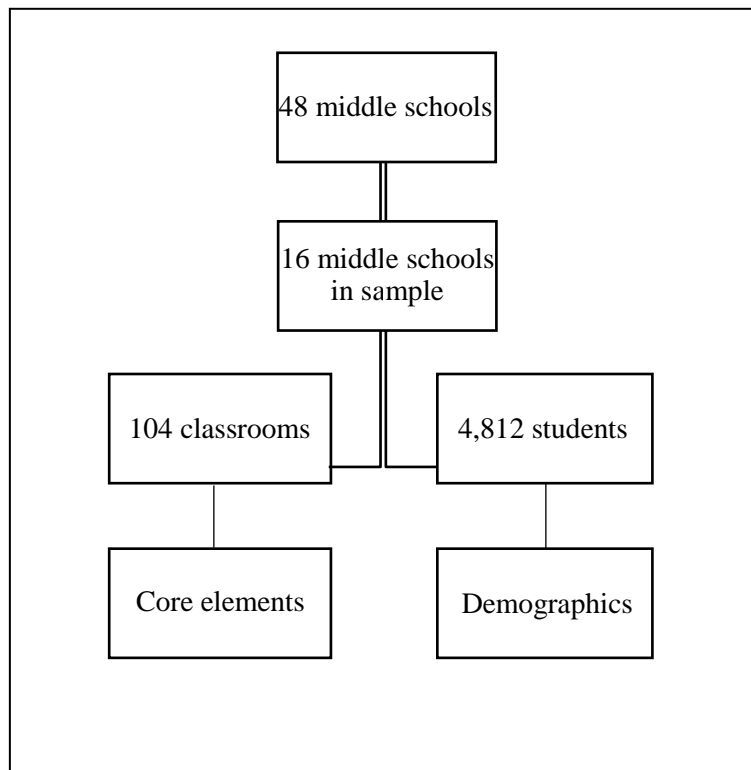 48 middle schools
16 middle schools
in sample
104 classrooms
4,812 students
Core elements
Demographics